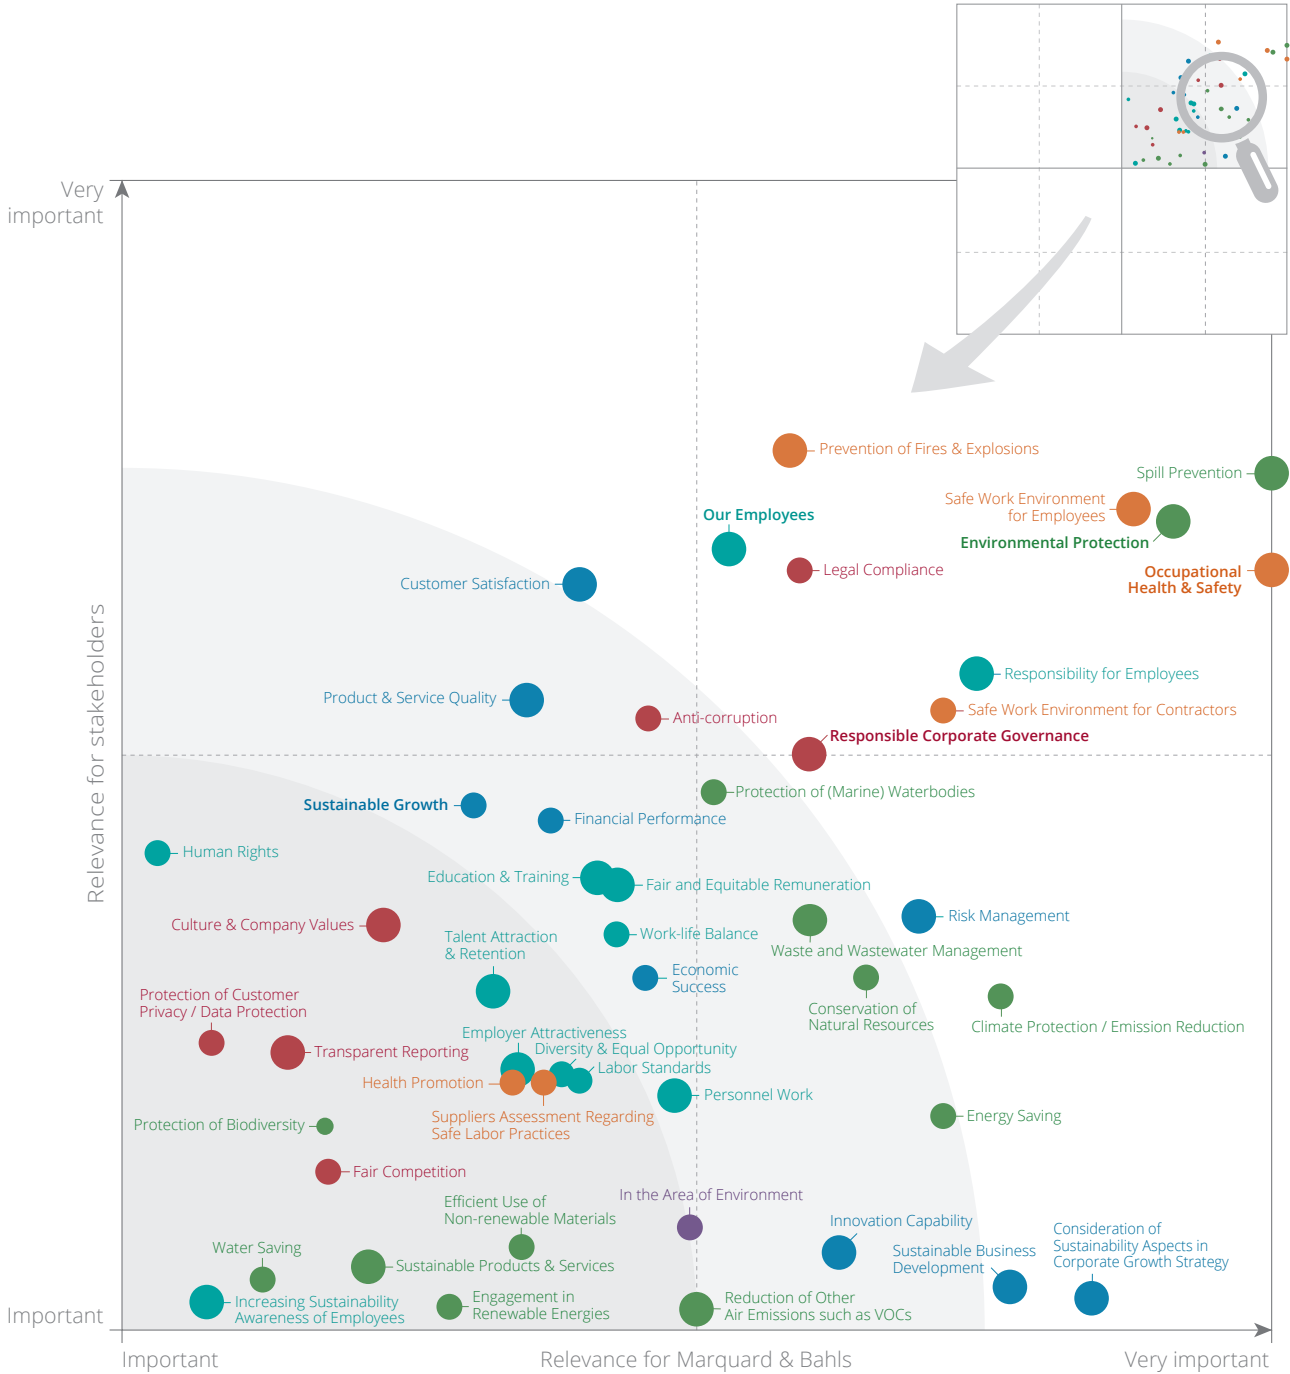 Very
important
Prevention of Fires & Explosions
Spill Prevention
Safe Work Environment
for Employees
Our Employees
Environmental Protection
Legal Compliance
Occupational
Health & Safety
Customer Satisfaction
Relevance for stakeholders
Responsibility for Employees
Product & Service Quality
Safe Work Environment for Contractors
Anti-corruption
Responsible Corporate Governance
Protection of (Marine) Waterbodies
Sustainable Growth
Financial Performance
Human Rights
Education & Training
Fair and Equitable Remuneration
Culture & Company Values
Risk Management
Talent Attraction
& Retention
Work-life Balance
Waste and Wastewater Management
Economic
Success
Protection of Customer
Privacy / Data Protection
Conservation of
Natural Resources
Climate Protection / Emission Reduction
Employer Attractiveness
Diversity & Equal Opportunity
Transparent Reporting
Labor Standards
Health Promotion
Personnel Work
Suppliers Assessment Regarding
Safe Labor Practices
Energy Saving
Protection of Biodiversity
Fair Competition
In the Area of Environment
Efficient Use of
Non-renewable Materials
Innovation Capability
Consideration of
Sustainability Aspects in
Corporate Growth Strategy
Water Saving
Sustainable Business
Development
Sustainable Products & Services
Increasing Sustainability
Awareness of Employees
Engagement in
Renewable Energies
Reduction of Other
Air Emissions such as VOCs
Important
Important
Relevance for Marquard & Bahls
Very important